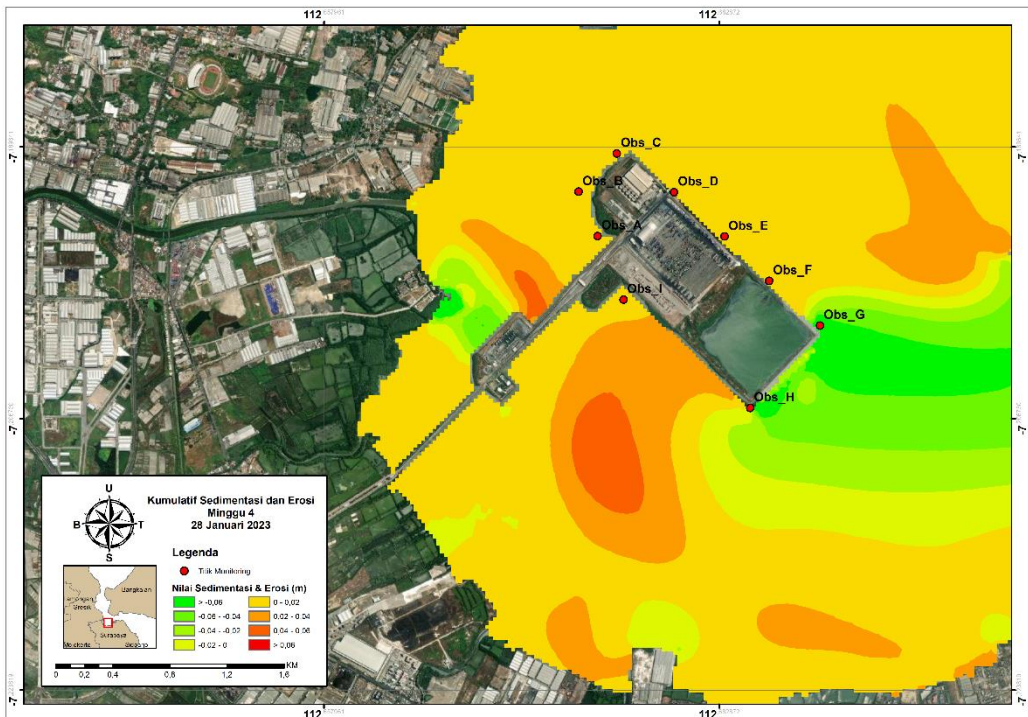 112
112
-7
-7
Obs_C
Obs_B
Obs_D
Obs_A
Obs_E
Obs_F
Obs_I
Obs_G
Obs_H
-7
-7
Kumulatif Sedimentasi dan Erosi
Minggu 4
28 Januari 2023
U
B T
S
Legenda
Titik Monitoring
Nilai Sedimentasi & Erosi (m)
> -0,06 0 - 0,02
-0,06 - -0,04 0,02 - 0,04
-0,04 - -0,02 0,04 - 0,06
-0,02 - 0 > 0,06
Bangkalan
Gresik
Surabaya
0 0,2 0,4 0,8 1,2 1,6
KM
-7
-7
112
112